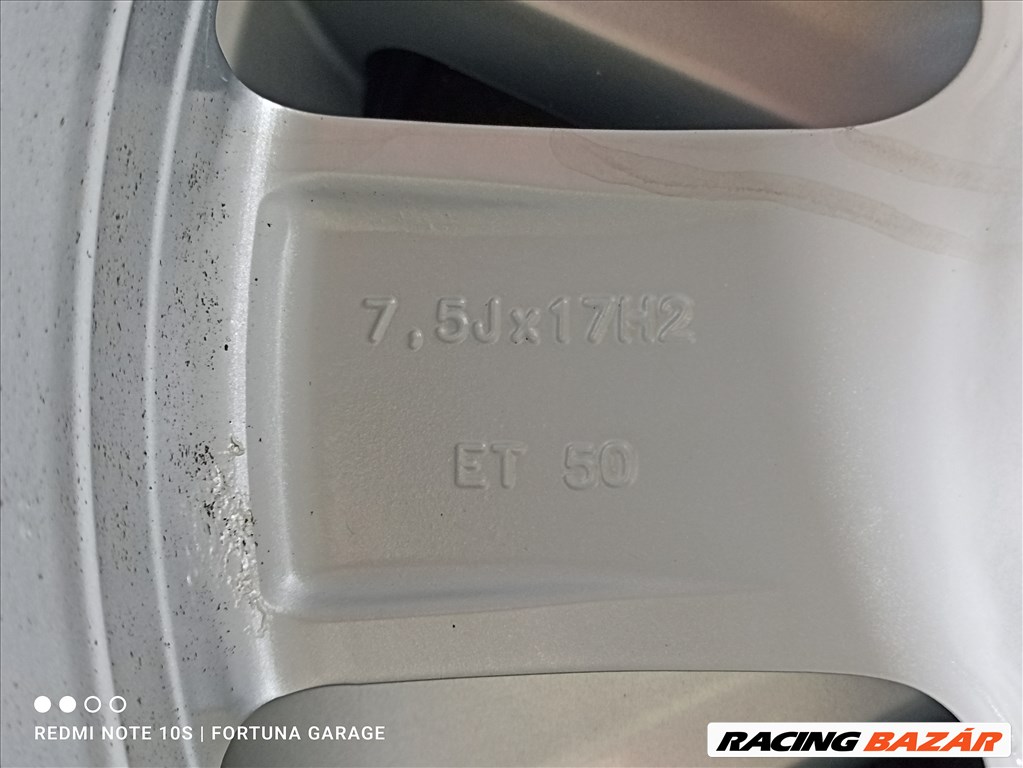 7,5Jx17H2
ET 50
REDMI NOTE 10S | FORTUNA GARAGE
RACING BAZÁR